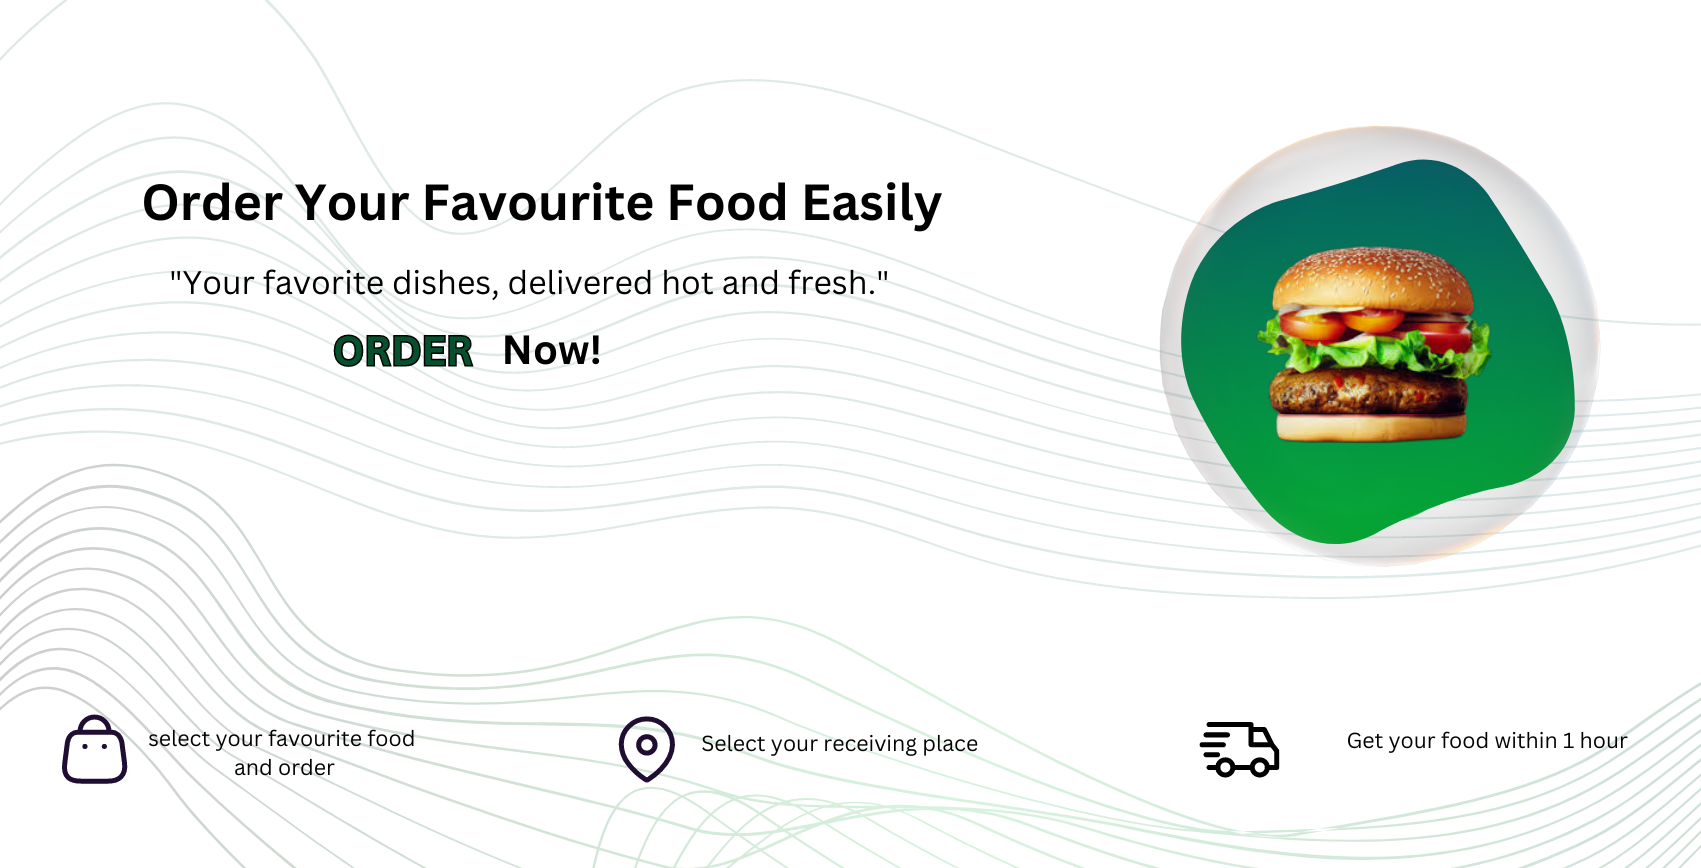 Order Your Favourite Food Easily
"Your favorite dishes, delivered hot and fresh."
ORDER Now!
select your favourite food
and order
Select your receiving place
Get your food within 1 hour